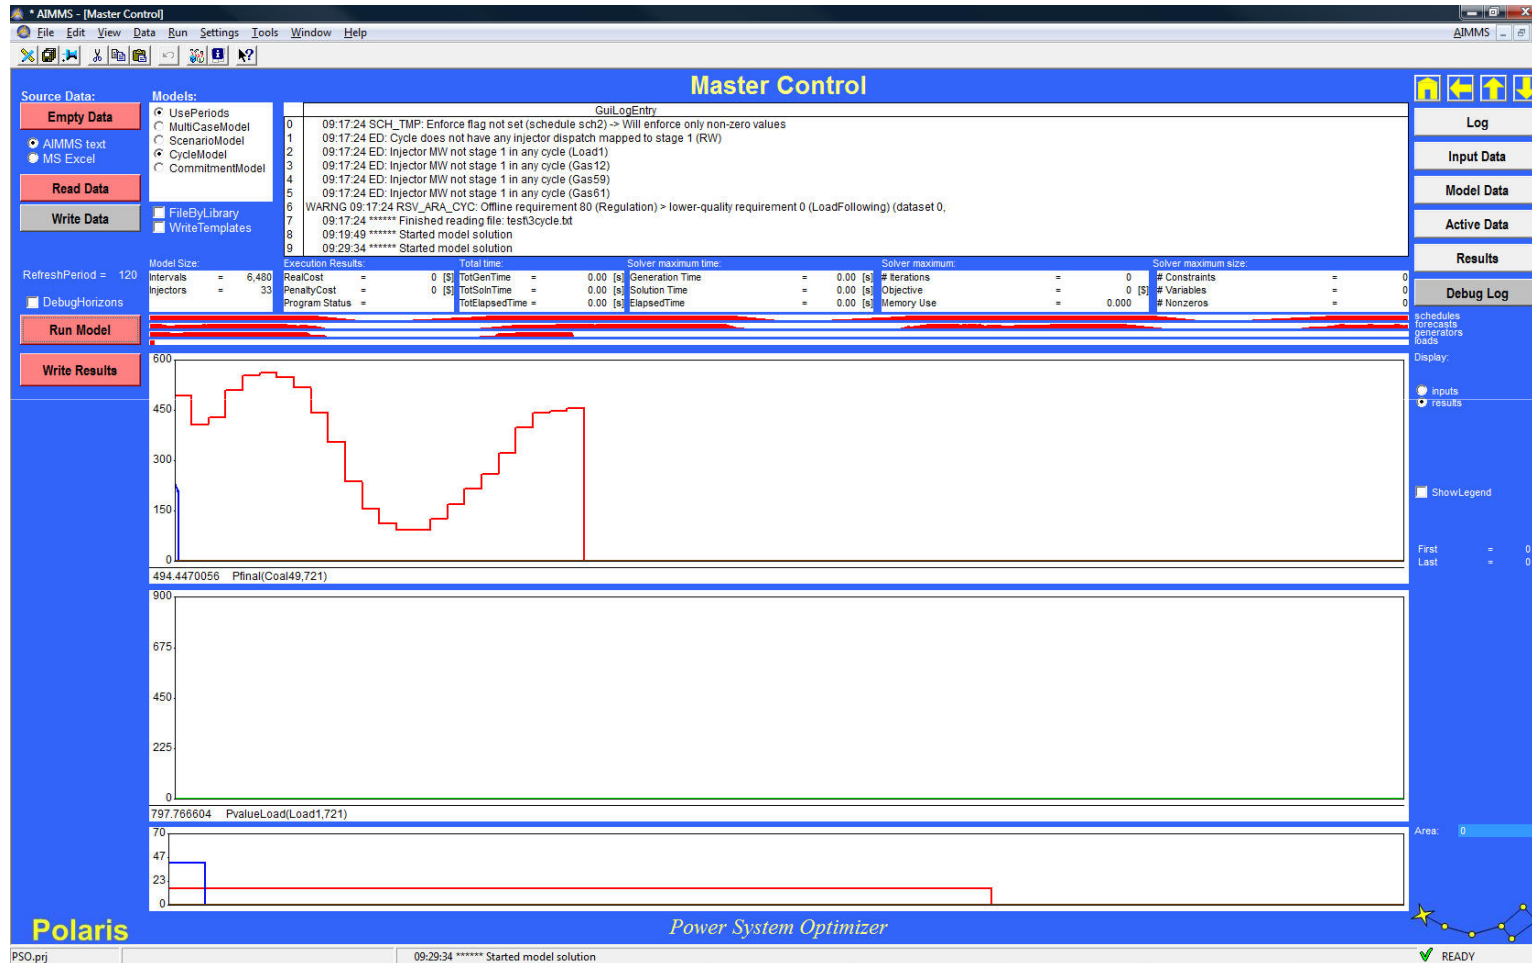 * AIMMS - [Master Control]
File Edit View Data Run Settings Tools Window Help
AIMMS
Master Control
Source Data:
Empty Data
AIMMS text
MS Excel
Read Data
Write Data
Models:
UsePeriods
MultiCaseModel
ScenarioModel
CycleModel
CommitmentModel
FileByLibrary
WriteTemplates
GuiLogEntry
0 09:17:24 SCH_TMP: Enforce flag not set (schedule sch2) -> Will enforce only non-zero values
1 09:17:24 ED: Cycle does not have any injector dispatch mapped to stage 1 (RW)
2 09:17:24 ED: Injector MW not stage 1 in any cycle (Load1)
3 09:17:24 ED: Injector MW not stage 1 in any cycle (Gas12)
4 09:17:24 ED: Injector MW not stage 1 in any cycle (Gas59)
5 09:17:24 ED: Injector MW not stage 1 in any cycle (Gas61)
6 WARNG 09:17:24 RSV_ARA_CYC: Offline requirement 80 (Regulation) > lower-quality requirement 0 (LoadFollowing) (dataset 0,
7 09:17:24 ****** Finished reading file: test\3cycle.txt
8 09:19:49 ****** Started model solution
9 09:29:34 ****** Started model solution
Log
Input Data
Model Data
Active Data
Results
Debug Log
RefreshPeriod = 120
DebugHorizons
Run Model
Write Results
Model Size:
Intervals = 6,480
Injectors = 33
Execution Results:
RealCost = 0 [$]
PenaltyCost = 0 [$]
Program Status =
Total time:
TotGenTime = 0.00 [s]
TotSolnTime = 0.00 [s]
TotElapsedTime = 0.00 [s]
Solver maximum time:
Generation Time = 0.00 [s]
Solution Time = 0.00 [s]
ElapsedTime = 0.00 [s]
Solver maximum:
# Iterations = 0
Objective = 0 [$]
Memory Use = 0.000
Solver maximum size:
# Constraints = 0
# Variables = 0
# Nonzeros = 0
schedules
forecasts
generators
loads
Display:
inputs
results
ShowLegend
First = 0
Last = 0
600
450
300
150
0
494.4470056 Pfinal(Coal49,721)
900
675
450
225
0
797.766604 PvalueLoad(Load1,721)
70
47
23
0
Area: 0
Polaris
Power System Optimizer
PSO.prj
09:29:34 ****** Started model solution
READY